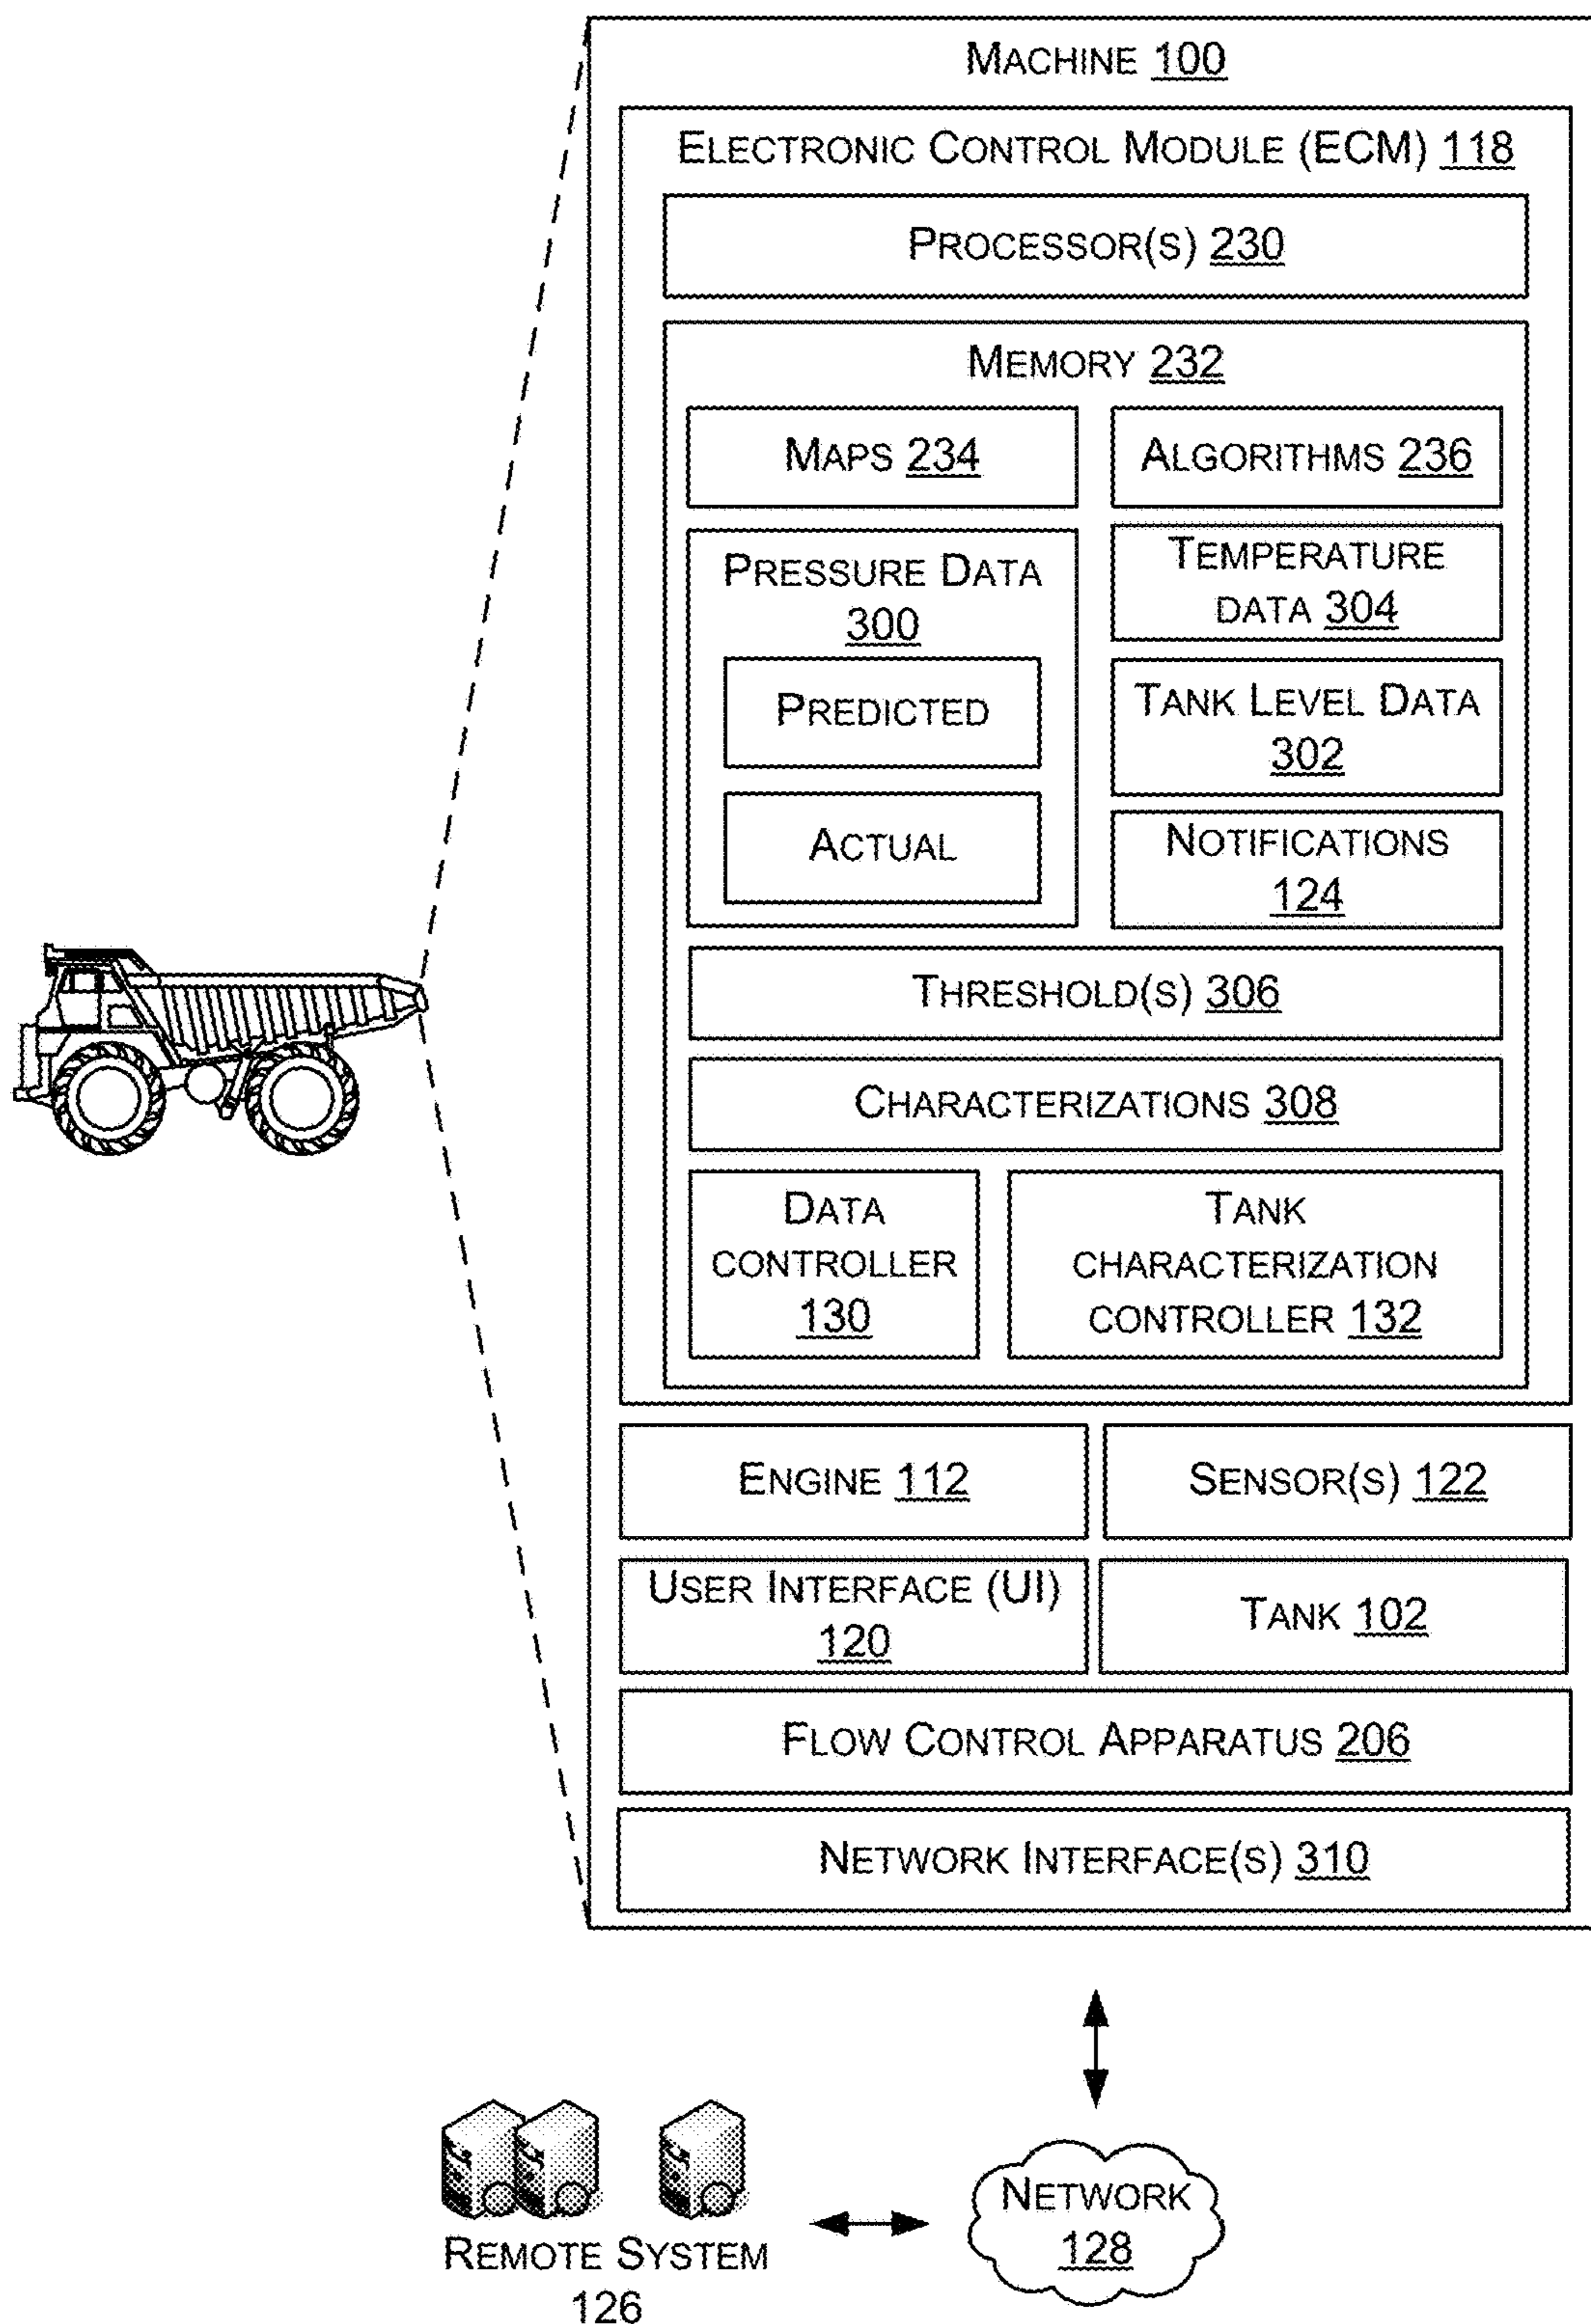 MACHINE 100
ELECTRONIC CONTROL MODULE (ECM) 118
PROCESSOR(S) 230
MEMORY 232
MAPS 234
ALGORITHMS 236
PRESSURE DATA
300
PREDICTED
ACTUAL
TEMPERATURE
DATA 304
TANK LEVEL DATA
302
NOTIFICATIONS
124
THRESHOLD(S) 306
CHARACTERIZATIONS 308
DATA
CONTROLLER
130
TANK
CHARACTERIZATION
CONTROLLER 132
ENGINE 112
SENSOR(S) 122
USER INTERFACE (UI)
120
TANK 102
FLOW CONTROL APPARATUS 206
NETWORK INTERFACE(S) 310
REMOTE SYSTEM
126
NETWORK
128